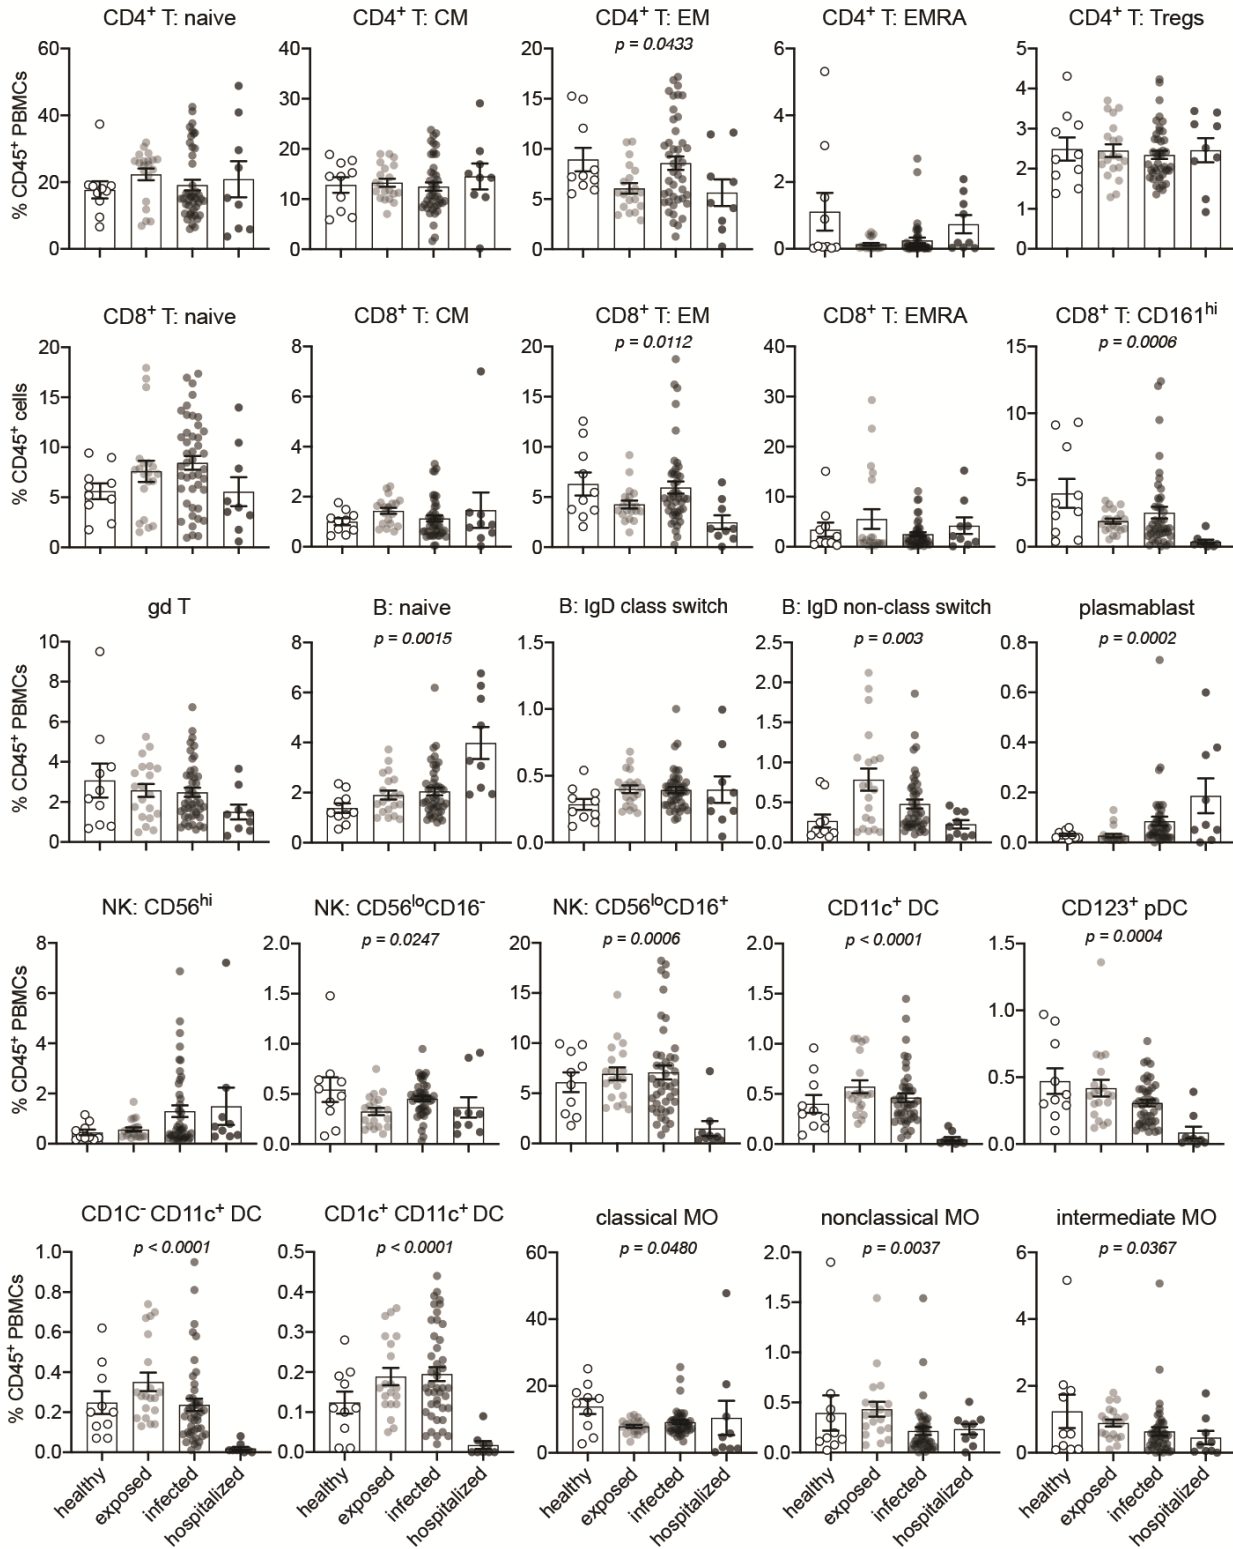 CD4⁺ T: naive CD4⁺ T: CM CD4⁺ T: EM CD4⁺ T: EMRA CD4⁺ T: Tregs
p = 0.0433
% CD45⁺ PBMCs
60 40 20 0
40 30 20 10 0
20 15 10 5 0
6 4 2 0
5 4 3 2 1 0
CD8⁺ T: naive CD8⁺ T: CM CD8⁺ T: EM CD8⁺ T: EMRA CD8⁺ T: CD161ʰⁱ
p = 0.0112 p = 0.0006
% CD45⁺ cells
20 15 10 5 0
8 6 4 2 0
20 15 10 5 0
40 30 20 10 0
15 10 5 0
gd T B: naive B: IgD class switch B: IgD non-class switch plasmablast
p = 0.0015 p = 0.003 p = 0.0002
% CD45⁺ PBMCs
10 8 6 4 2 0
8 6 4 2 0
1.5 1.0 0.5 0.0
2.5 2.0 1.5 1.0 0.5 0.0
0.8 0.6 0.4 0.2 0.0
NK: CD56ʰⁱ NK: CD56ˡᵒCD16⁻ NK: CD56ˡᵒCD16⁺ CD11c⁺ DC CD123⁺ pDC
p = 0.0247 p = 0.0006 p < 0.0001 p = 0.0004
% CD45⁺ PBMCs
8 6 4 2 0
2.0 1.5 1.0 0.5 0.0
20 15 10 5 0
2.0 1.5 1.0 0.5 0.0
1.5 1.0 0.5 0.0
CD1C⁻ CD11c⁺ DC CD1c⁺ CD11c⁺ DC classical MO nonclassical MO intermediate MO
p < 0.0001 p < 0.0001 p = 0.0480 p = 0.0037 p = 0.0367
% CD45⁺ PBMCs
1.0 0.8 0.6 0.4 0.2 0.0
0.5 0.4 0.3 0.2 0.1 0.0
60 40 20 0
2.0 1.5 1.0 0.5 0.0
6 4 2 0
healthy exposed infected hospitalized
healthy exposed infected hospitalized
healthy exposed infected hospitalized
healthy exposed infected hospitalized
healthy exposed infected hospitalized